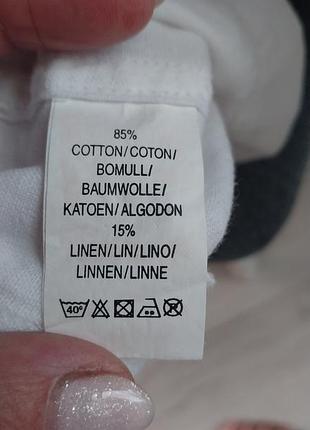 85%
COTTON/COTON/
BOMULL/
BAUMWOLLE/
KATOEN/ALGODON
15%
LINEN/LIN/LINO/
LINNEN/LINNE
40°